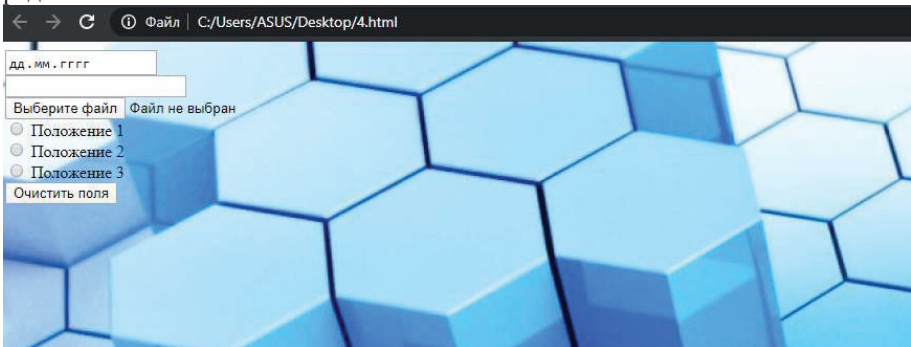 Файл C:/Users/ASUS/Desktop/4.html
дд.мм.гггг
Выберите файл Файл не выбран
Положение 1
Положение 2
Положение 3
Очистить поля